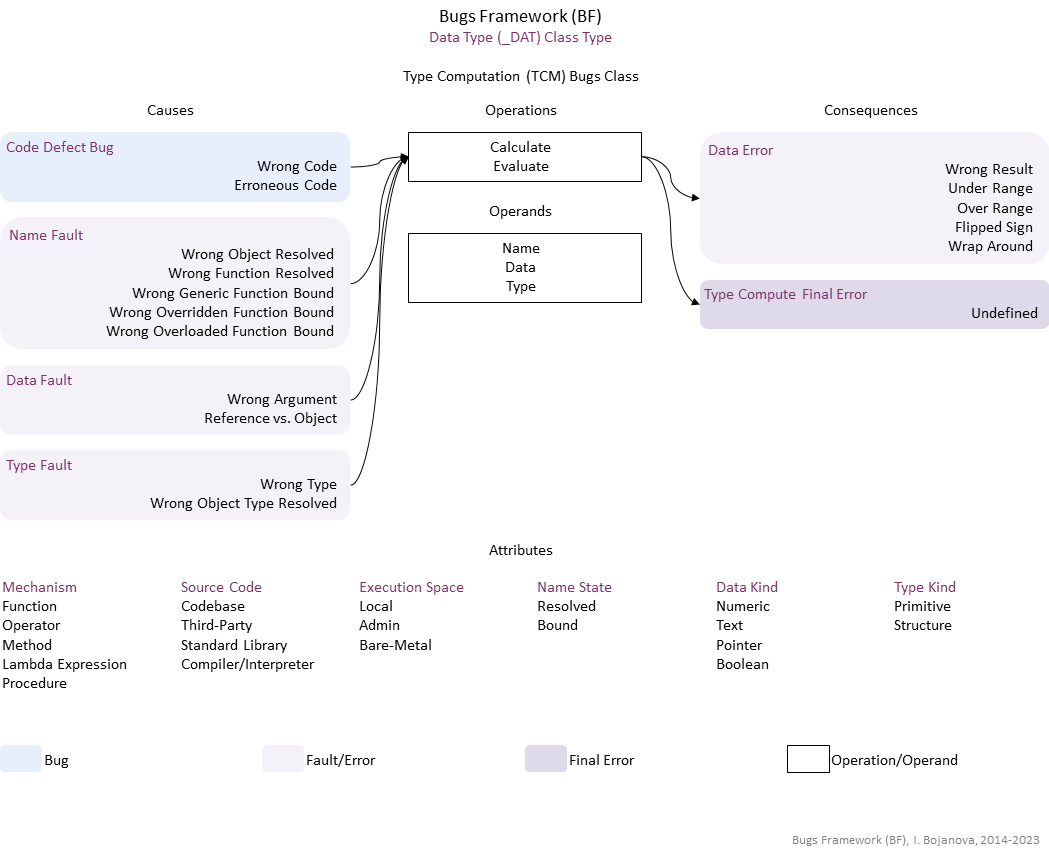 Bugs Framework (BF)
Data Type (_DAT) Class Type
Type Computation (TCM) Bugs Class
Causes
Code Defect Bug
Wrong Code
Erroneous Code
Name Fault
Wrong Object Resolved
Wrong Function Resolved
Wrong Generic Function Bound
Wrong Overridden Function Bound
Wrong Overloaded Function Bound
Data Fault
Wrong Argument
Reference vs. Object
Type Fault
Wrong Type
Wrong Object Type Resolved
Operations
Calculate
Evaluate
Operands
Name
Data
Type
Consequences
Data Error
Wrong Result
Under Range
Over Range
Flipped Sign
Wrap Around
Type Compute Final Error
Undefined
Attributes
Mechanism
Function
Operator
Method
Lambda Expression
Procedure
Source Code
Codebase
Third-Party
Standard Library
Compiler/Interpreter
Execution Space
Local
Admin
Bare-Metal
Name State
Resolved
Bound
Data Kind
Numeric
Text
Pointer
Boolean
Type Kind
Primitive
Structure
Bug
Fault/Error
Final Error
Operation/Operand
Bugs Framework (BF), I. Bojanova, 2014-2023